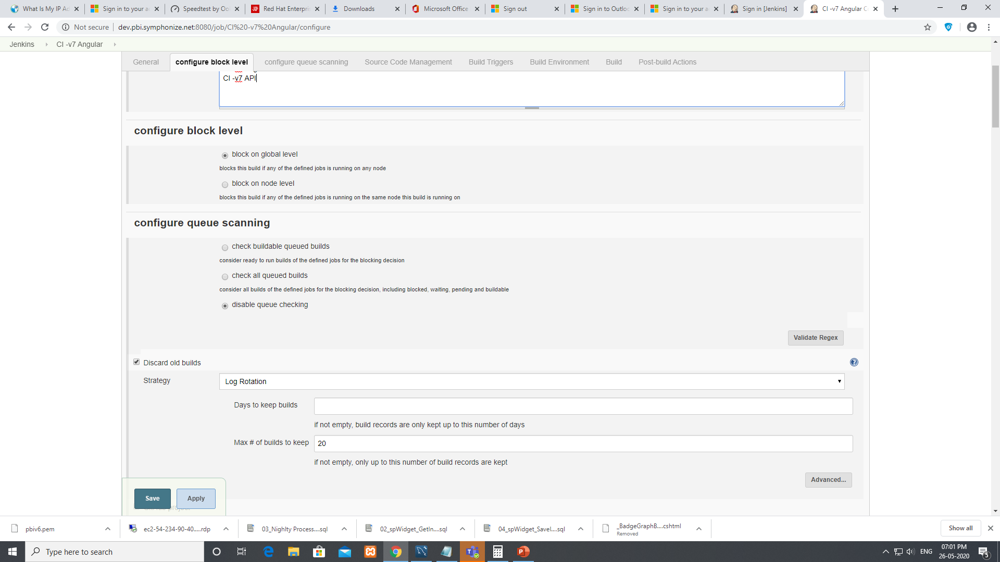 What Is My IP Ad
Sign in to your a
Speedtest by Oo
Red Hat Enterpri
Downloads
Microsoft Office
Sign out
Sign in to Outloo
Sign in to your a
Sign in [Jenkins]
CI -v7 Angular C
Not secure
dev.pbi.symphonize.net:8080/job/CI%20-v7%20Angular/configure
Jenkins
CI -v7 Angular
General
configure block level
configure queue scanning
Source Code Management
Build Triggers
Build Environment
Build
Post-build Actions
CI -v7 API
configure block level
block on global level
blocks this build if any of the defined jobs is running on any node
block on node level
blocks this build if any of the defined jobs is running on the same node this build is running on
configure queue scanning
check buildable queued builds
consider ready to run builds of the defined jobs for the blocking decision
check all queued builds
consider all builds of the defined jobs for the blocking decision, including blocked, waiting, pending and buildable
disable queue checking
Validate Regex
Discard old builds
Strategy
Log Rotation
Days to keep builds
if not empty, build records are only kept up to this number of days
Max # of builds to keep
20
if not empty, only up to this number of build records are kept
Advanced...
Save
Apply
pbiv6.pem
ec2-54-234-90-40.....rdp
03_Nighlty Process....sql
02_spWidget_GetIn....sql
04_spWidget_SaveI....sql
_BadgeGraphB....cshtml
Removed
Show all
Type here to search
ENG
07:01 PM
26-05-2020
5